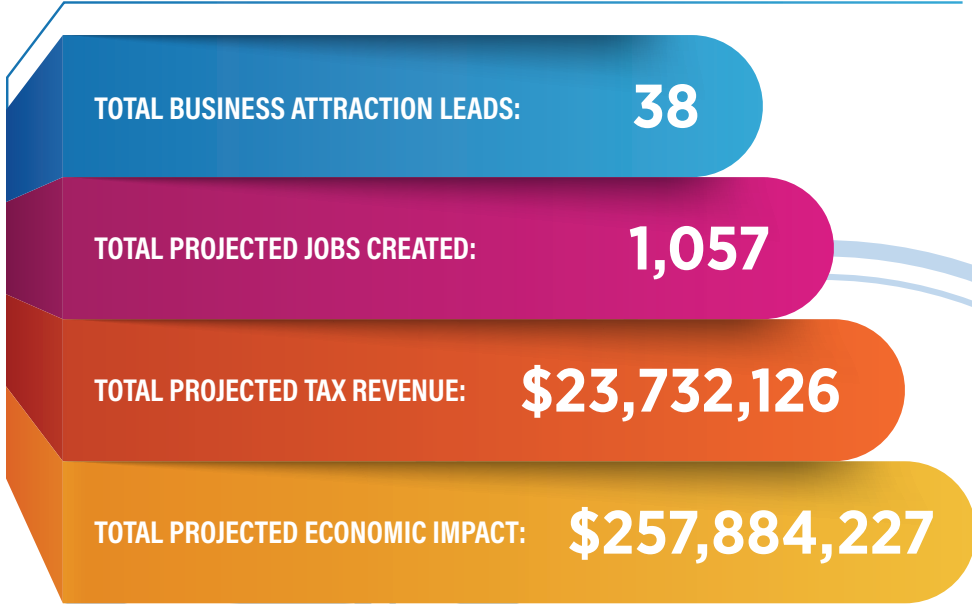 TOTAL BUSINESS ATTRACTION LEADS: 38
TOTAL PROJECTED JOBS CREATED: 1,057
TOTAL PROJECTED TAX REVENUE: $23,732,126
TOTAL PROJECTED ECONOMIC IMPACT: $257,884,227